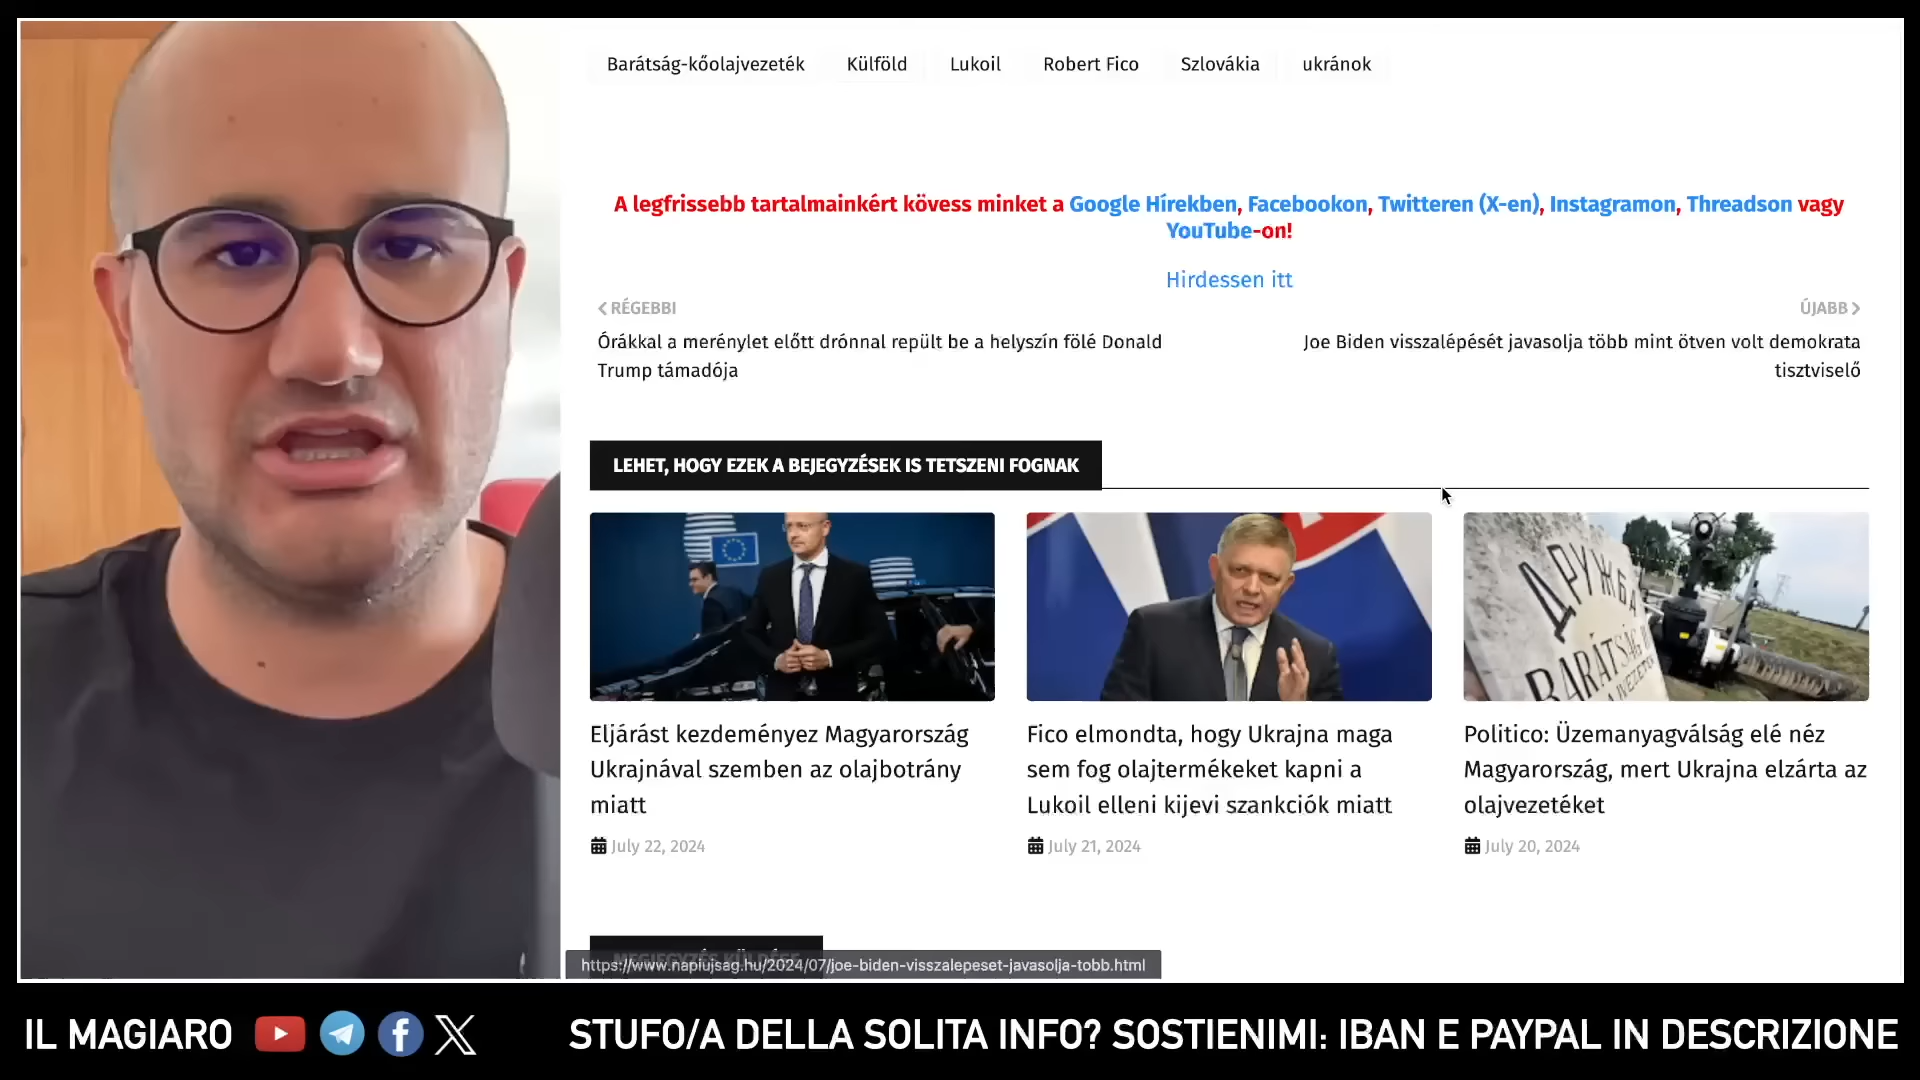 Barátság-kőolajvezeték Külföld Lukoil Robert Fico Szlovákia ukránok
A legfrissebb tartalmainkért kövess minket a Google Hírekben, Facebookon, Twitteren (X-en), Instagramon, Threadson vagy
YouTube-on!
Hirdessen itt
RÉGEBBI
Órákkal a merénylet előtt drónnal repült be a helyszín fölé Donald
Trump támadója
ÚJABB
Joe Biden visszalépését javasolja több mint ötven volt demokrata
tisztviselő
LEHET, HOGY EZEK A BEJEGYZÉSEK IS TETSZENI FOGNAK
ДРУЖБА
BARÁTSÁG
Eljárást kezdeményez Magyarország
Ukrajnával szemben az olajbotrány
miatt
July 22, 2024
Fico elmondta, hogy Ukrajna maga
sem fog olajtermékeket kapni a
Lukoil elleni kijevi szankciók miatt
July 21, 2024
Politico: Üzemanyagválság elé néz
Magyarország, mert Ukrajna elzárta az
olajvezetéket
July 20, 2024
https://www.napiujsag.hu/2024/07/joe-biden-visszalepeset-javasolja-tobb.html
IL MAGIARO
STUFO/A DELLA SOLITA INFO? SOSTIENIMI: IBAN E PAYPAL IN DESCRIZIONE